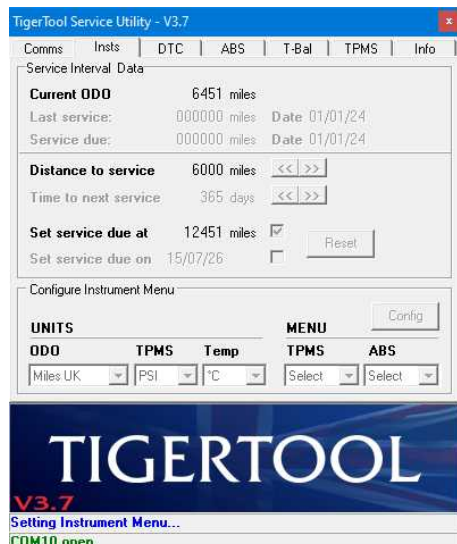 TigerTool Service Utility - V3.7 x
Comms Insts DTC ABS T-Bal TPMS Info
Service Interval Data
Current ODO 6451 miles
Last service: 000000 miles Date 01/01/24
Service due: 000000 miles Date 01/01/24
Distance to service 6000 miles << >>
Time to next service 365 days << >>
Set service due at 12451 miles
Reset
Set service due on 15/07/26
Configure Instrument Menu
Config
UNITS MENU
ODO TPMS Temp TPMS ABS
Miles UK PSI °C Select Select
TIGERTOOL
V3.7
Setting Instrument Menu...
COM10 open